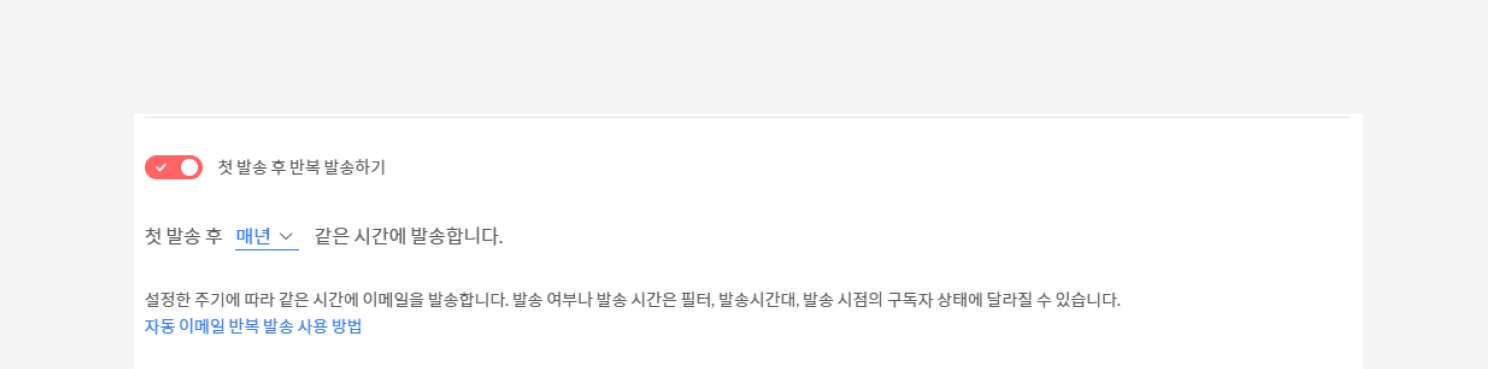 첫 발송 후 반복 발송하기
첫 발송 후 매년 같은 시간에 발송합니다.
설정한 주기에 따라 같은 시간에 이메일을 발송합니다. 발송 여부나 발송 시간은 필터, 발송시간대, 발송 시점의 구독자 상태에 달라질 수 있습니다.
자동 이메일 반복 발송 사용 방법